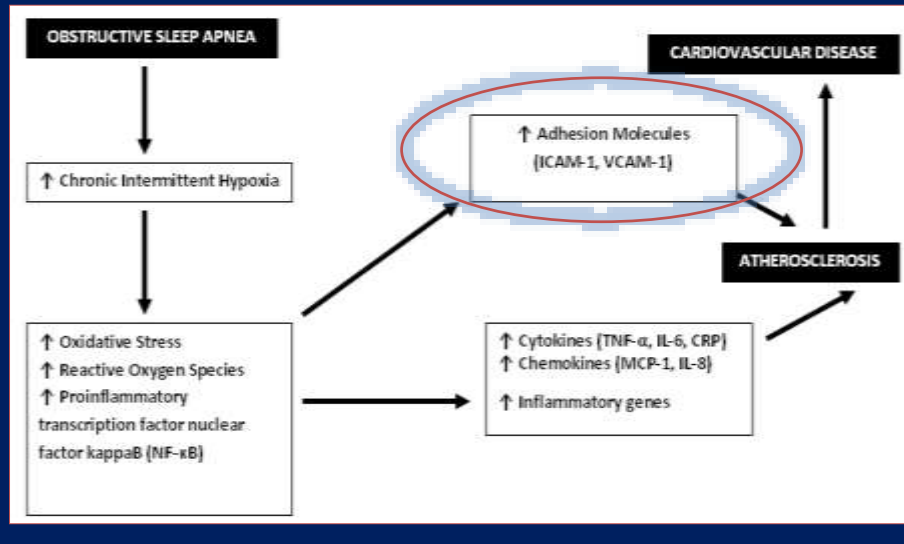 OBSTRUCTIVE SLEEP APNEA
CARDIOVASCULAR DISEASE
↑ Adhesion Molecules
(ICAM-1, VCAM-1)
↑ Chronic Intermittent Hypoxia
ATHEROSCLEROSIS
↑ Oxidative Stress
↑ Reactive Oxygen Species
↑ Proinflammatory
transcription factor nuclear
factor kappaB (NF-κB)
↑ Cytokines (TNF-α, IL-6, CRP)
↑ Chemokines (MCP-1, IL-8)
↑ Inflammatory genes